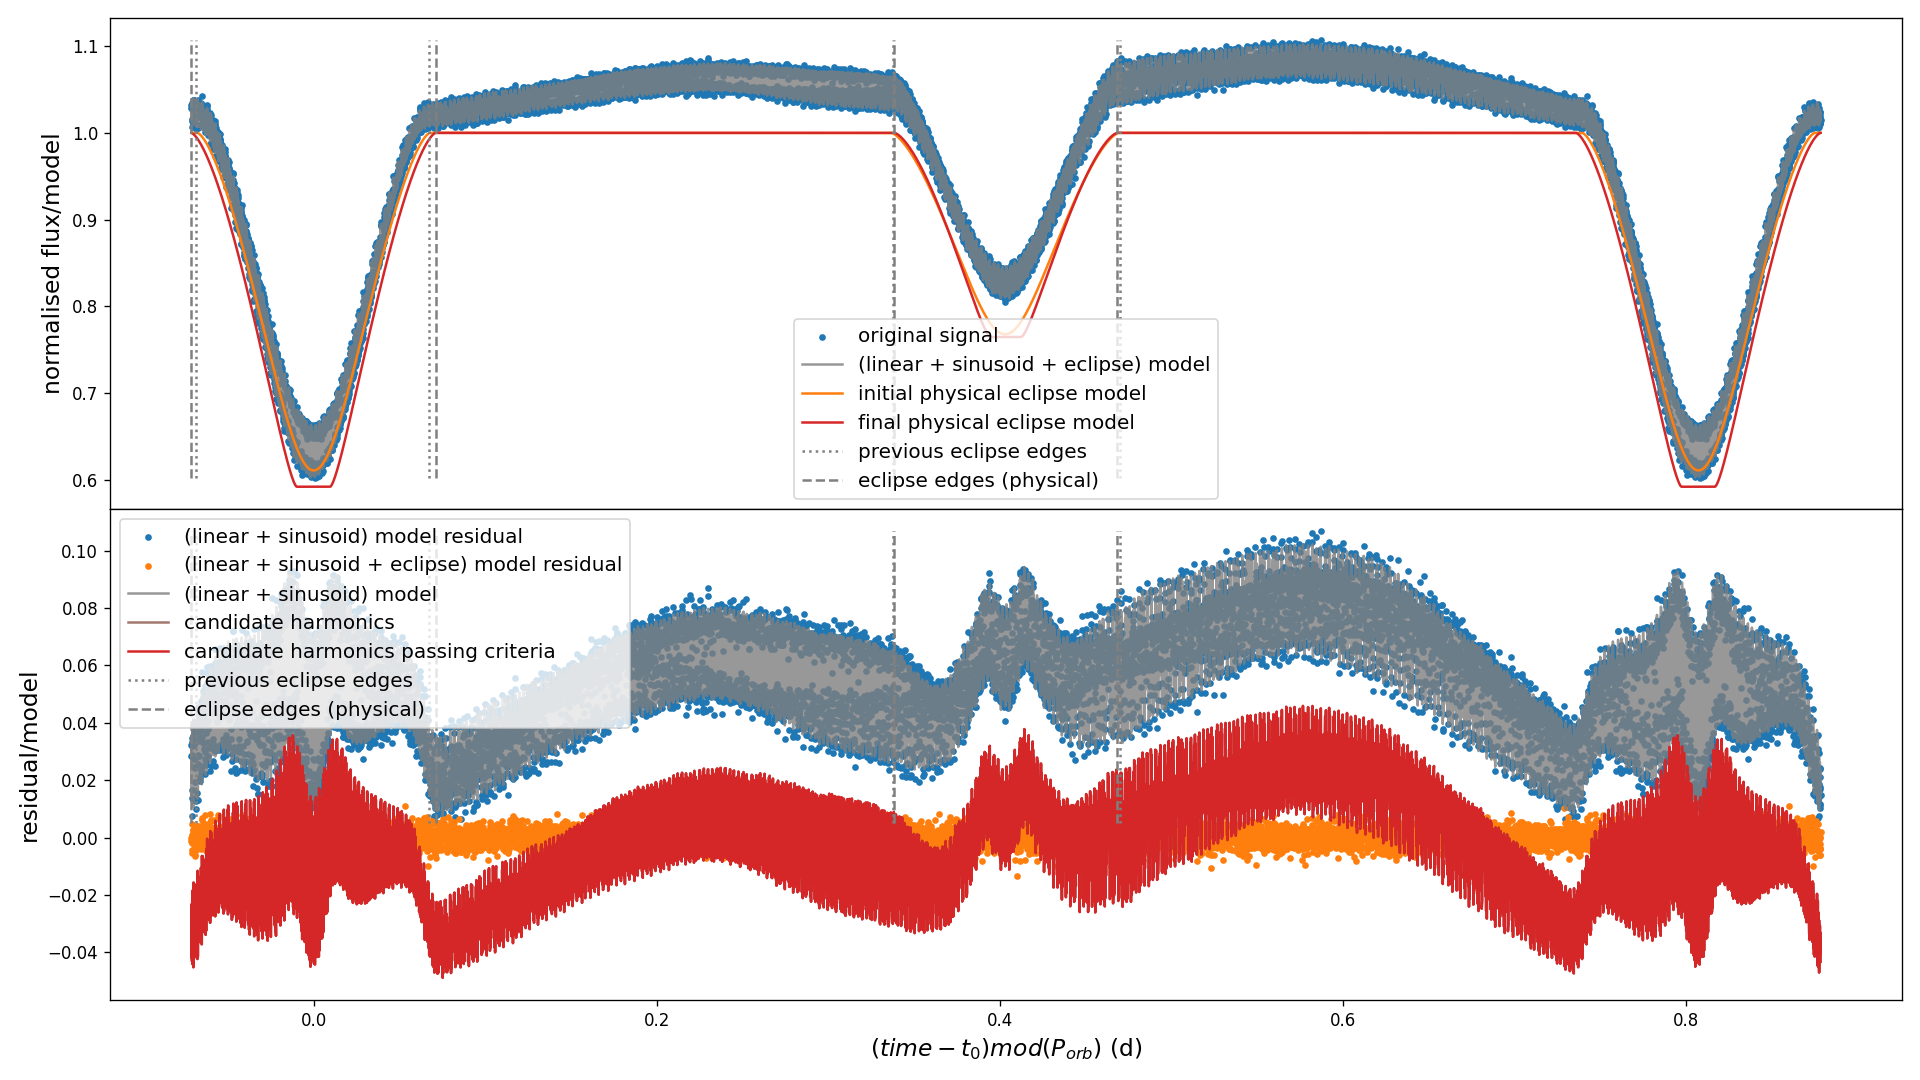 normalised flux/model
1.1
1.0
0.9
0.8
0.7
0.6
original signal
(linear + sinusoid + eclipse) model
initial physical eclipse model
final physical eclipse model
previous eclipse edges
eclipse edges (physical)
residual/model
0.10
0.08
0.06
0.04
0.02
0.00
−0.02
−0.04
(linear + sinusoid) model residual
(linear + sinusoid + eclipse) model residual
(linear + sinusoid) model
candidate harmonics
candidate harmonics passing criteria
previous eclipse edges
eclipse edges (physical)
0.0 0.2 0.4 0.6 0.8
(time − t₀)mod(P_orb) (d)